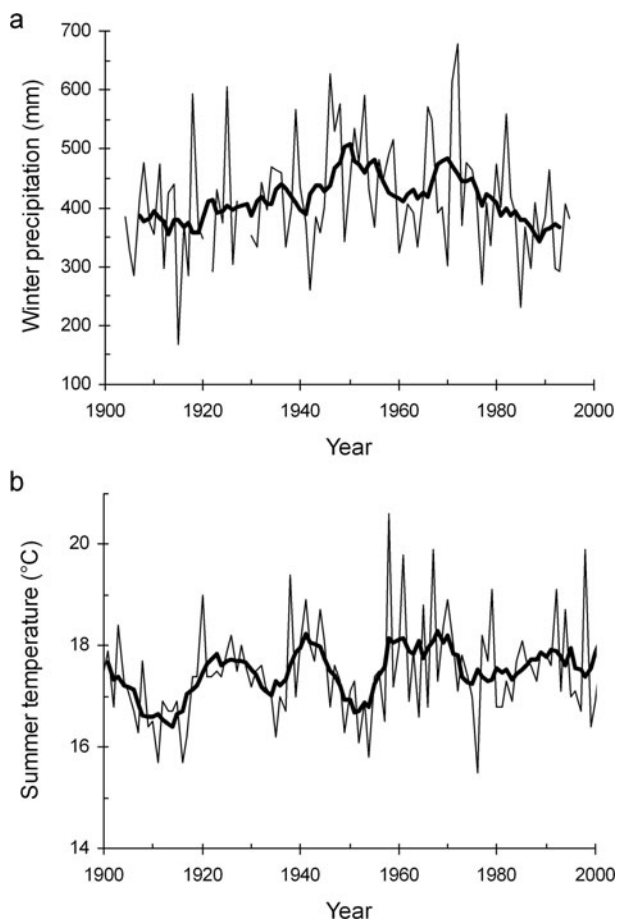 a
Winter precipitation (mm)
700
600
500
400
300
200
100
1900 1920 1940 1960 1980 2000
Year
b
Summer temperature (°C)
20
18
16
14
1900 1920 1940 1960 1980 2000
Year